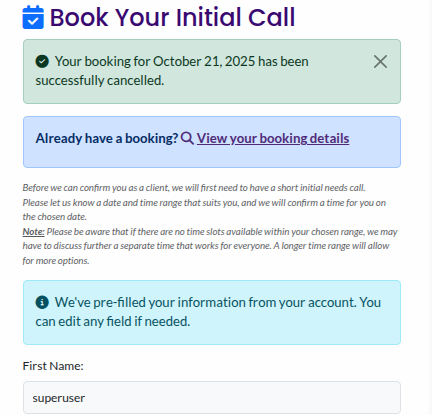 Book Your Initial Call
Your booking for October 21, 2025 has been
successfully cancelled.
Already have a booking? View your booking details
Before we can confirm you as a client, we will first need to have a short initial needs call.
Please let us know a date and time range that suits you, and we will confirm a time for you on
the chosen date.
Note: Please be aware that if there are no time slots available within your chosen range, we may
have to discuss further a separate time that works for everyone. A longer time range will allow
for more options.
We've pre-filled your information from your account. You
can edit any field if needed.
First Name:
superuser